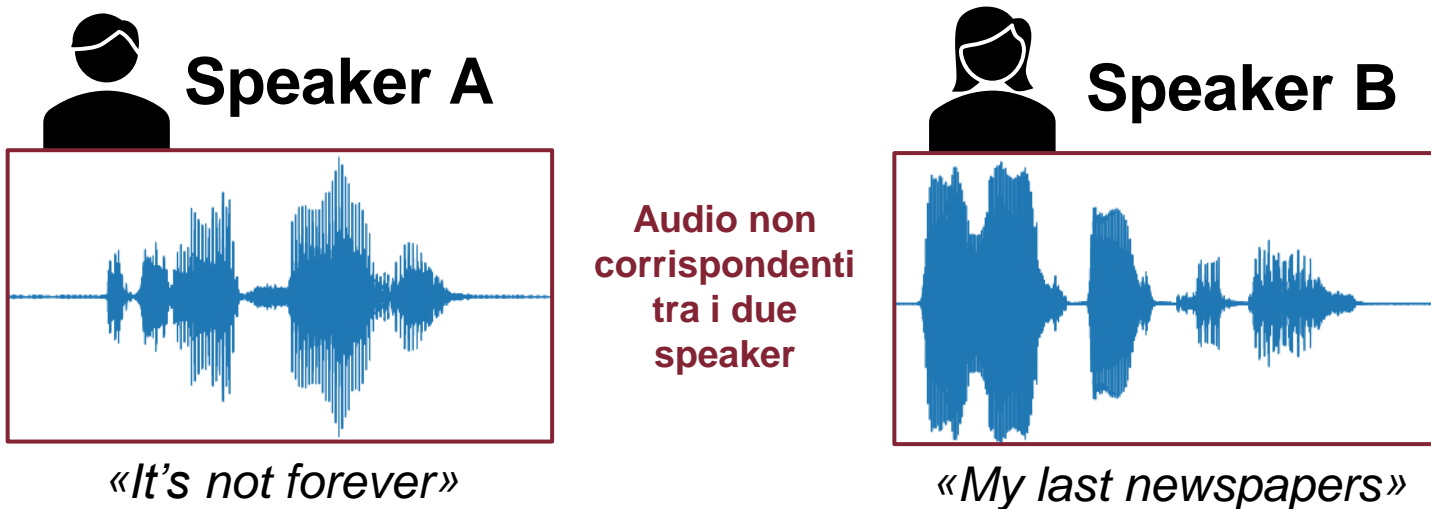 Speaker A
Speaker B
Audio non
corrispondenti
tra i due
speaker
«It's not forever»
«My last newspapers»